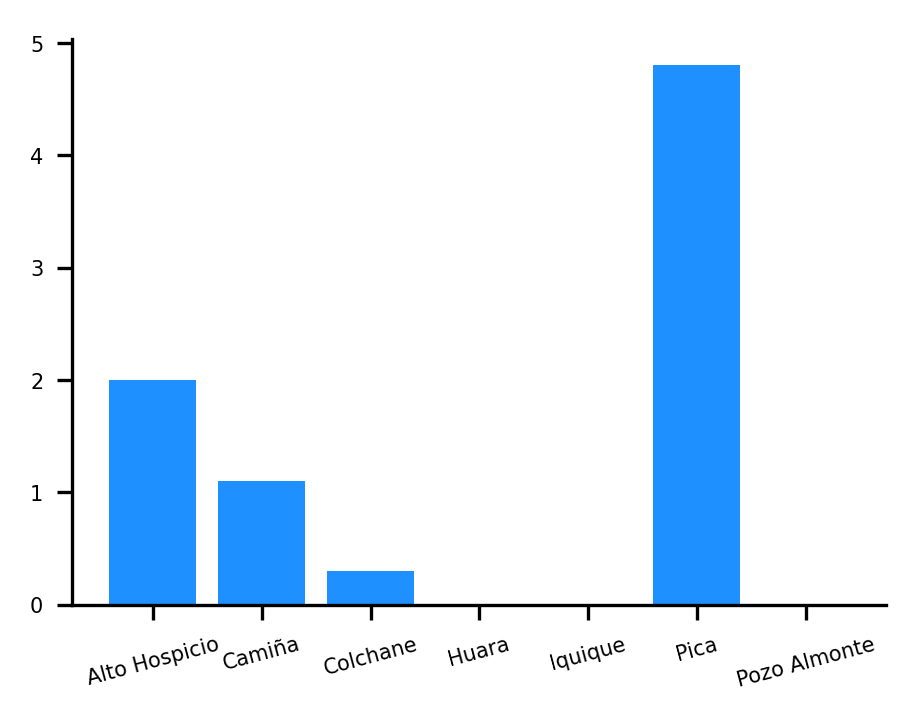 5
4
3
2
1
0
Alto Hospicio
Camiña
Colchane
Huara
Iquique
Pica
Pozo Almonte